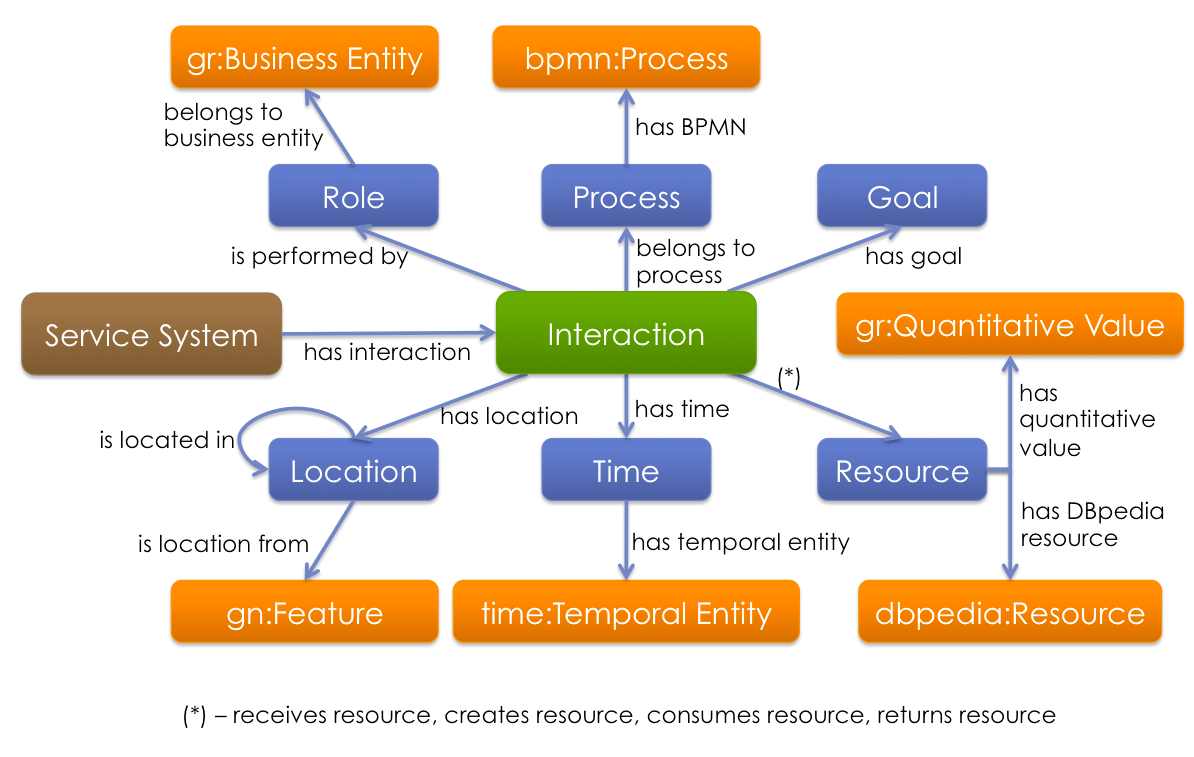 gr:Business Entity
bpmn:Process
belongs to
business entity
has BPMN
Role
Process
Goal
is performed by
belongs to
process
has goal
Service System
has interaction
Interaction
gr:Quantitative Value
(*)
has
quantitative
value
has location
has time
is located in
Location
Time
Resource
has DBpedia
resource
is location from
has temporal entity
gn:Feature
time:Temporal Entity
dbpedia:Resource
(*) – receives resource, creates resource, consumes resource, returns resource